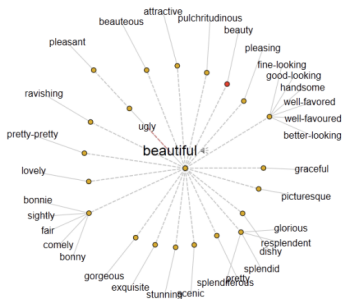 attractive
pulchritudinous
beauteous
beauty
pleasant
pleasing
fine-looking
good-looking
handsome
ravishing
well-favored
ugly
well-favoured
pretty-pretty
better-looking
beautiful
lovely
graceful
picturesque
bonnie
sightly
glorious
fair
resplendent
comely
dishy
bonny
splendid
gorgeous
pretty
splendiferous
exquisite
scenic
stunning